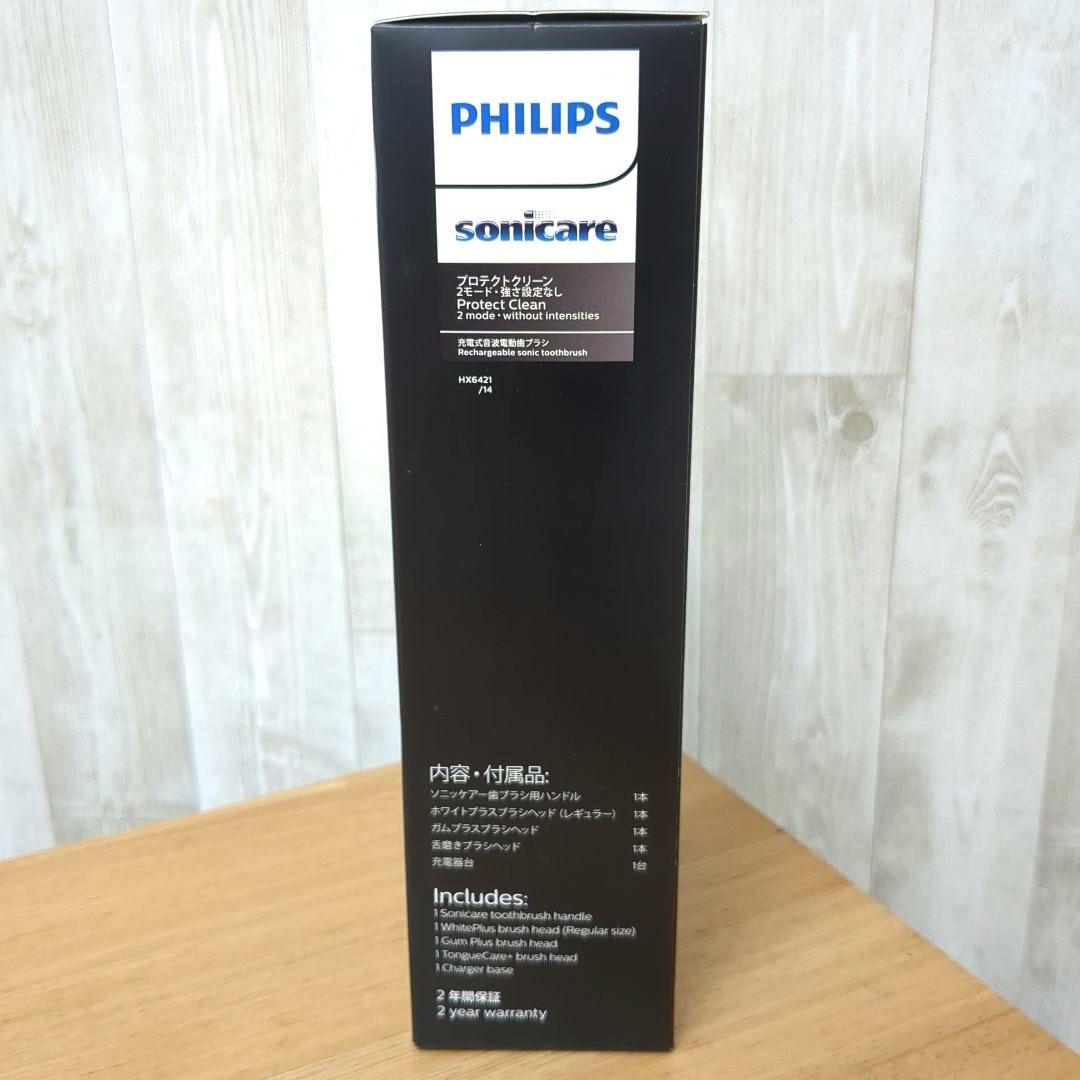 PHILIPS
sonicare
プロテクトクリーン
2モード・強さ設定なし
Protect Clean
2 mode・without intensities
充電式音波電動歯ブラシ
Rechargeable sonic toothbrush
HX6421
/14
内容・付属品:
ソニッケアー歯ブラシ用ハンドル 1本
ホワイトプラスブラシヘッド（レギュラー） 1本
ガムプラスブラシヘッド 1本
舌磨きブラシヘッド 1本
充電器台 1台
Includes:
1 Sonicare toothbrush handle
1 WhitePlus brush head (Regular size)
1 Gum Plus brush head
1 TongueCare+ brush head
1 Charger base
2 年間保証
2 year warranty